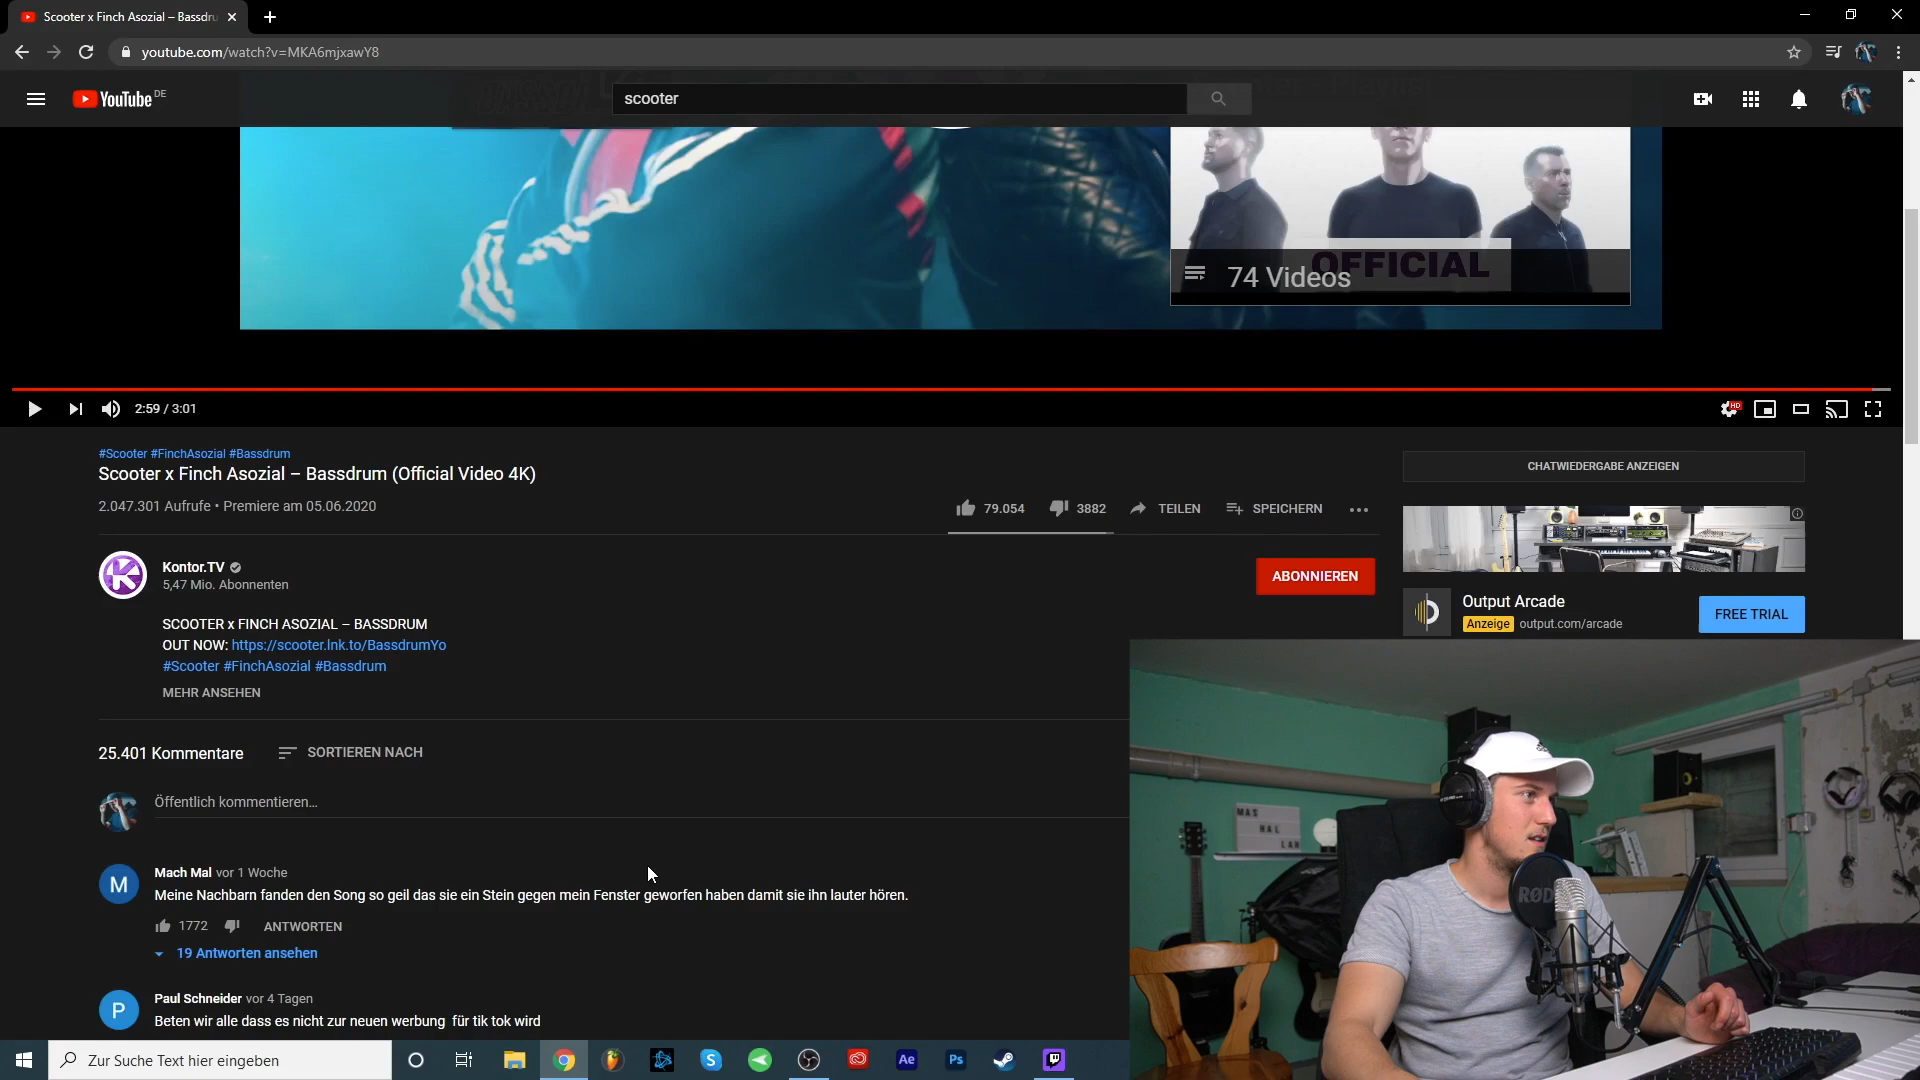 Scooter x Finch Asozial – Bassdru
youtube.com/watch?v=MKA6mjxawY8
YouTube DE
scooter
OFFICIAL
74 Videos
2:59 / 3:01
HD
#Scooter #FinchAsozial #Bassdrum
Scooter x Finch Asozial – Bassdrum (Official Video 4K)
2.047.301 Aufrufe • Premiere am 05.06.2020
79.054
3882
TEILEN
SPEICHERN
CHATWIEDERGABE ANZEIGEN
Kontor.TV
5,47 Mio. Abonnenten
ABONNIEREN
Output Arcade
Anzeige output.com/arcade
FREE TRIAL
SCOOTER x FINCH ASOZIAL – BASSDRUM
OUT NOW: https://scooter.lnk.to/BassdrumYo
#Scooter #FinchAsozial #Bassdrum
MEHR ANSEHEN
25.401 Kommentare
SORTIEREN NACH
Öffentlich kommentieren...
M
Mach Mal vor 1 Woche
Meine Nachbarn fanden den Song so geil das sie ein Stein gegen mein Fenster geworfen haben damit sie ihn lauter hören.
1772
ANTWORTEN
19 Antworten ansehen
P
Paul Schneider vor 4 Tagen
Beten wir alle dass es nicht zur neuen werbung für tik tok wird
MAS
HAL
LAN
RØDE
Zur Suche Text hier eingeben
S
Ae
Ps